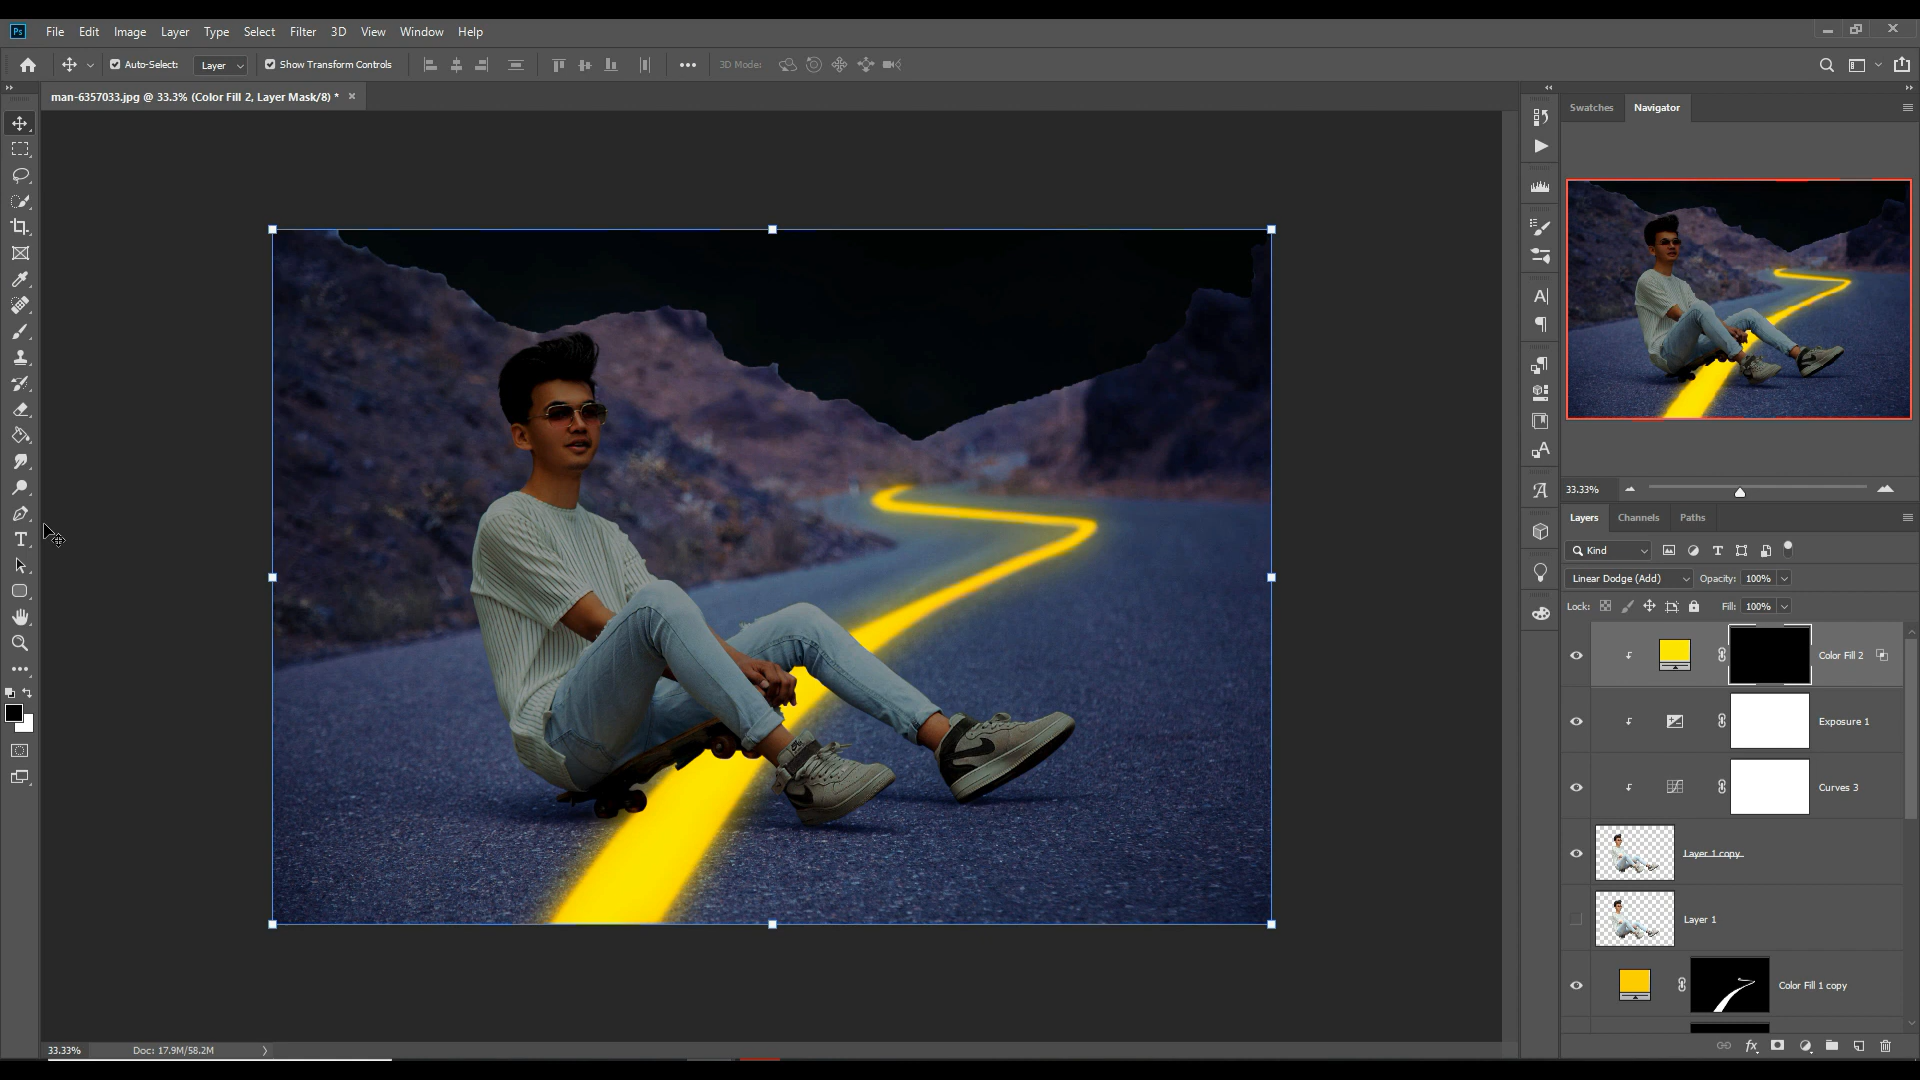 Ps File Edit Image Layer Type Select Filter 3D View Window Help
Auto-Select: Layer Show Transform Controls 3D Mode:
man-6357033.jpg @ 33.3% (Color Fill 2, Layer Mask/8) *
Swatches Navigator
33.33%
Layers Channels Paths
Kind
Linear Dodge (Add) Opacity: 100%
Lock: Fill: 100%
Color Fill 2
Exposure 1
Curves 3
Layer 1 copy
Layer 1
Color Fill 1 copy
33.33% Doc: 17.9M/58.2M